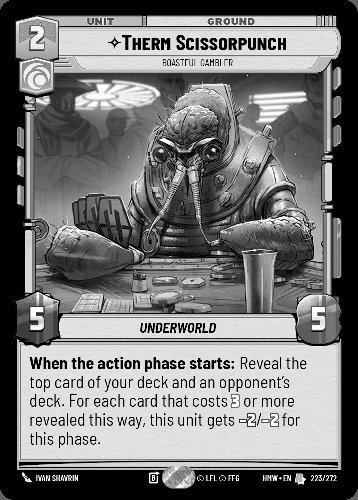 UNIT GROUND
2
✧Therm Scissorpunch
BOASTFUL GAMBLER
5 5
UNDERWORLD
When the action phase starts: Reveal the
top card of your deck and an opponent's
deck. For each card that costs 3 or more
revealed this way, this unit gets -2/-2 for
this phase.
IVAN SHAVRIN © LFL © FFG HMW • EN 223/272